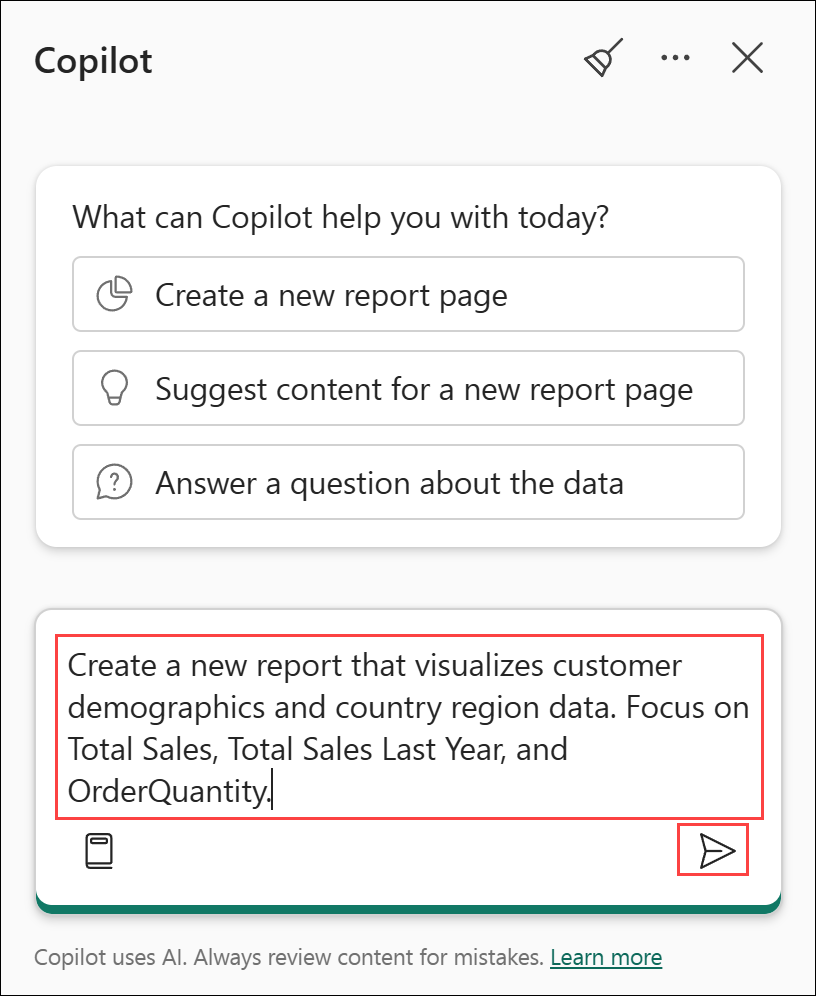 Copilot
What can Copilot help you with today?
Create a new report page
Suggest content for a new report page
Answer a question about the data
Create a new report that visualizes customer
demographics and country region data. Focus on
Total Sales, Total Sales Last Year, and
OrderQuantity.
Copilot uses AI. Always review content for mistakes. Learn more